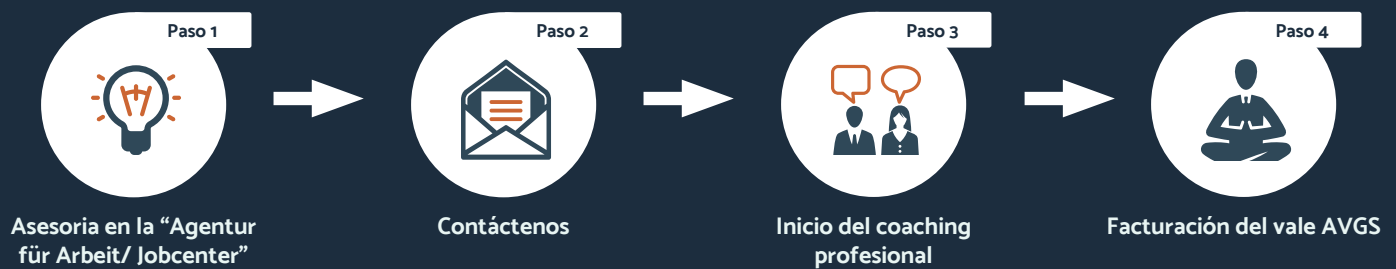 Paso 1
Paso 2
Paso 3
Paso 4
Asesoria en la “Agentur
für Arbeit/ Jobcenter”
Contáctenos
Inicio del coaching
profesional
Facturación del vale AVGS